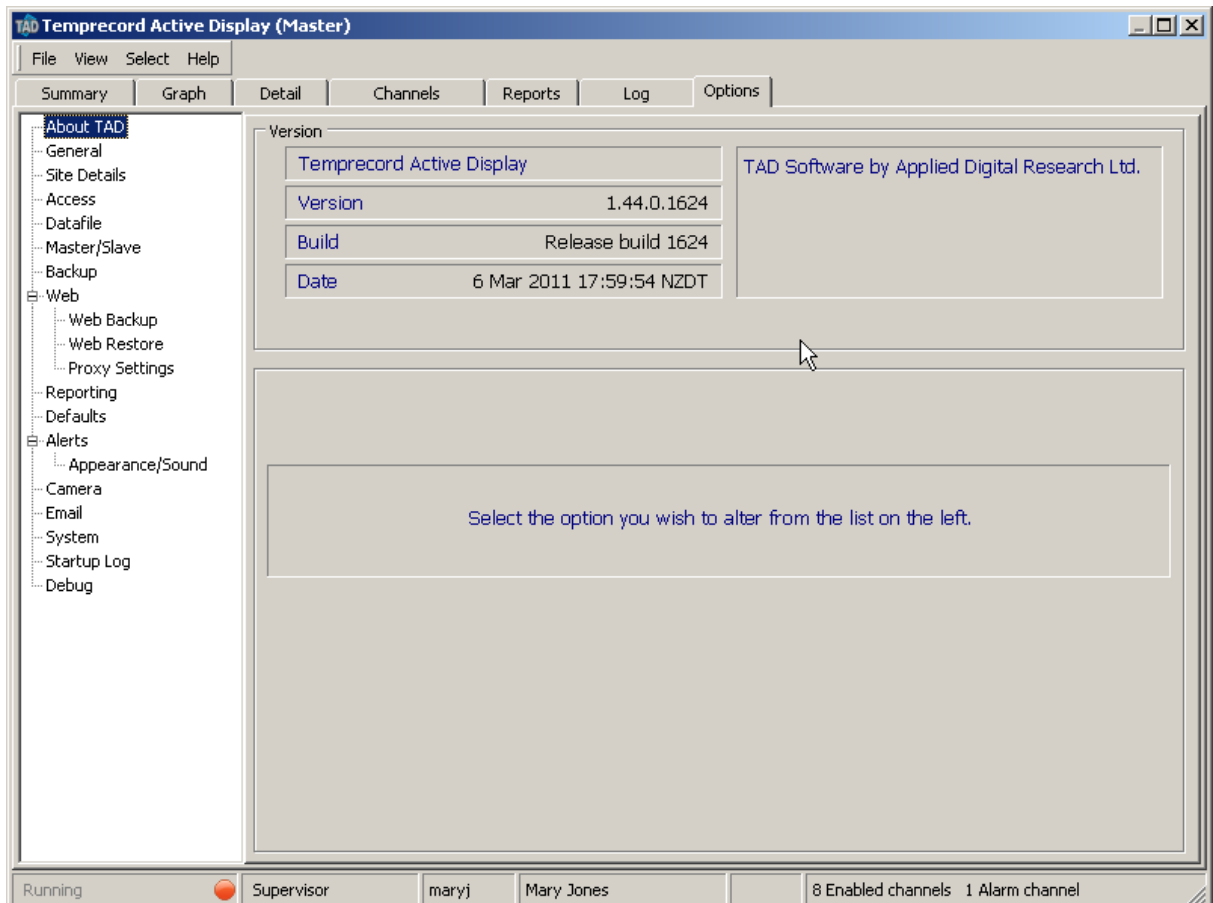 TAD Temprecord Active Display (Master)
File View Select Help
Summary Graph Detail Channels Reports Log Options
About TAD
General
Site Details
Access
Datafile
Master/Slave
Backup
Web
Web Backup
Web Restore
Proxy Settings
Reporting
Defaults
Alerts
Appearance/Sound
Camera
Email
System
Startup Log
Debug
Version
Temprecord Active Display
Version 1.44.0.1624
Build Release build 1624
Date 6 Mar 2011 17:59:54 NZDT
TAD Software by Applied Digital Research Ltd.
Select the option you wish to alter from the list on the left.
Running Supervisor maryj Mary Jones 8 Enabled channels 1 Alarm channel